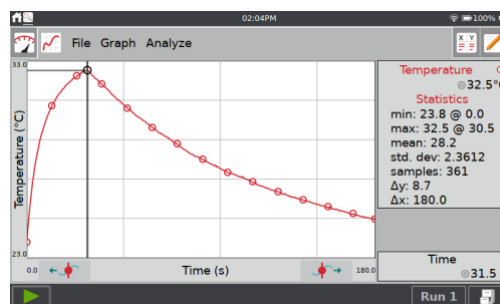 02:04PM
100%
File Graph Analyze
X Y
33.0
Temperature (°C)
23.0
0.0
Time (s)
180.0
Temperature
32.5°
Statistics
min: 23.8 @ 0.0
max: 32.5 @ 30.5
mean: 28.2
std. dev: 2.3612
samples: 361
Δy: 8.7
Δx: 180.0
Time
31.5
Run 1